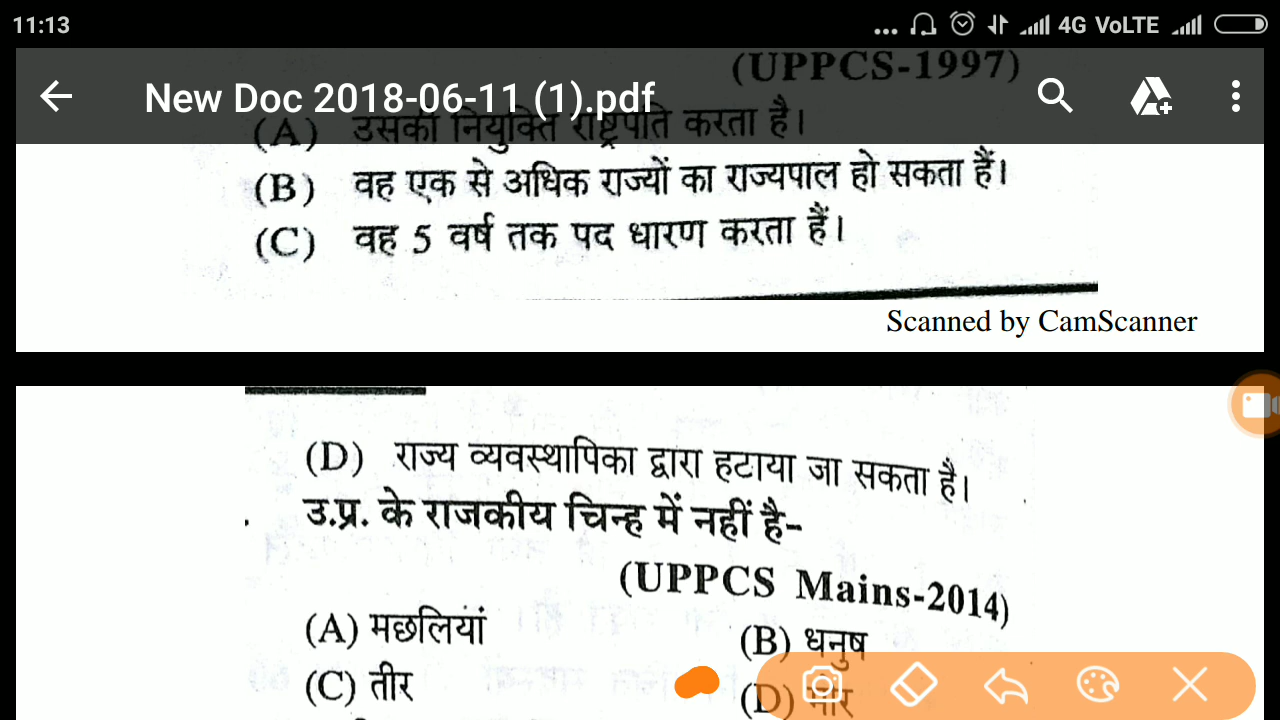 11:13
... 4G VoLTE
(UPPCS-1997)
New Doc 2018-06-11 (1).pdf
(A) उसकी नियुक्ति राष्ट्रपति करता है।
(B) वह एक से अधिक राज्यों का राज्यपाल हो सकता हैं।
(C) वह 5 वर्ष तक पद धारण करता हैं।
Scanned by CamScanner
(D) राज्य व्यवस्थापिका द्वारा हटाया जा सकता है।
उ.प्र. के राजकीय चिन्ह में नहीं है-
(UPPCS Mains-2014)
(A) मछलियां (B) धनुष
(C) तीर (D)